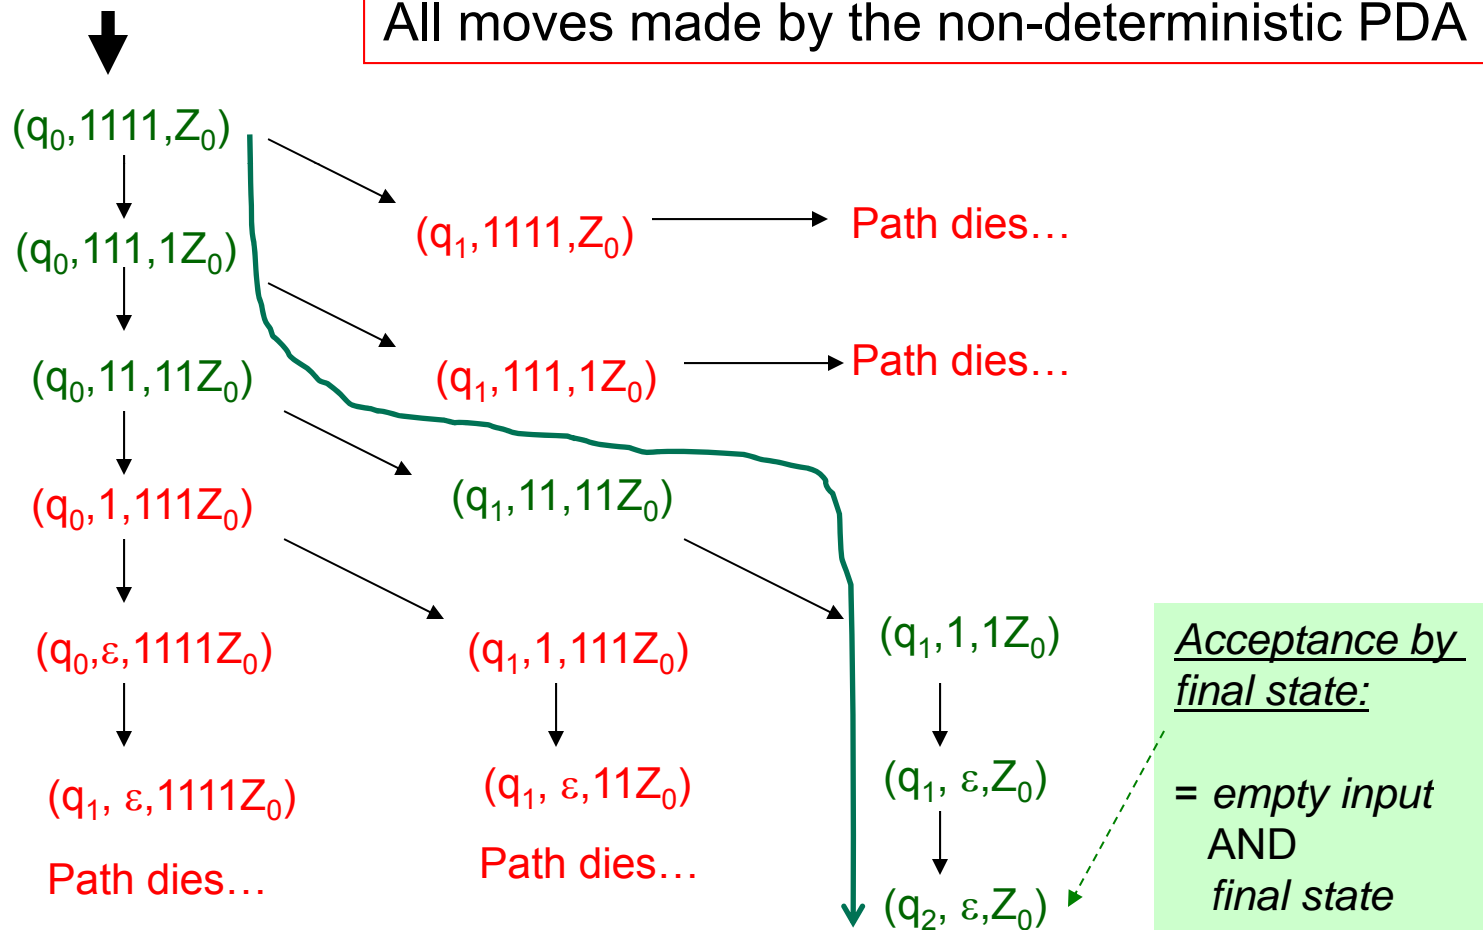 All moves made by the non-deterministic PDA
(q₀,1111,Z₀)
(q₁,1111,Z₀)
Path dies…
(q₀,111,1Z₀)
(q₁,111,1Z₀)
Path dies…
(q₀,11,11Z₀)
(q₁,11,11Z₀)
(q₀,1,111Z₀)
(q₀,ε,1111Z₀)
(q₁,1,111Z₀)
(q₁,1,1Z₀)
(q₁, ε,1111Z₀)
(q₁, ε,11Z₀)
(q₁, ε,Z₀)
Path dies…
Path dies…
(q₂, ε,Z₀)
Acceptance by
final state:
= empty input
AND
final state